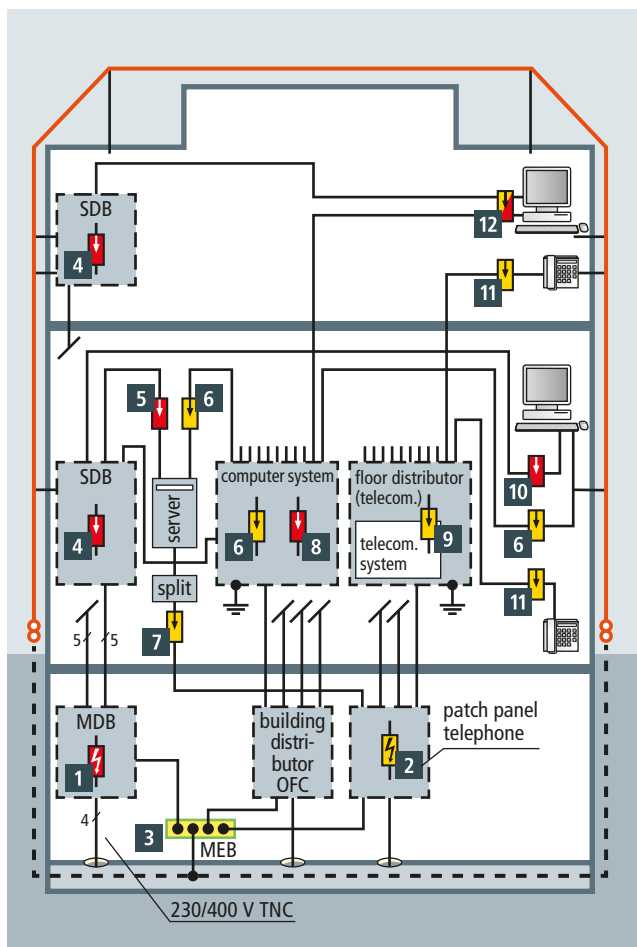 SDB
4
12
11
5
6
SDB
4
server
split
7
computer system
6
8
floor distributor
(telecom.)
9
telecom.
system
10
6
11
5
5
MDB
1
building
distri-
butor
OFC
2
patch panel
telephone
4
3
MEB
230/400 V TNC